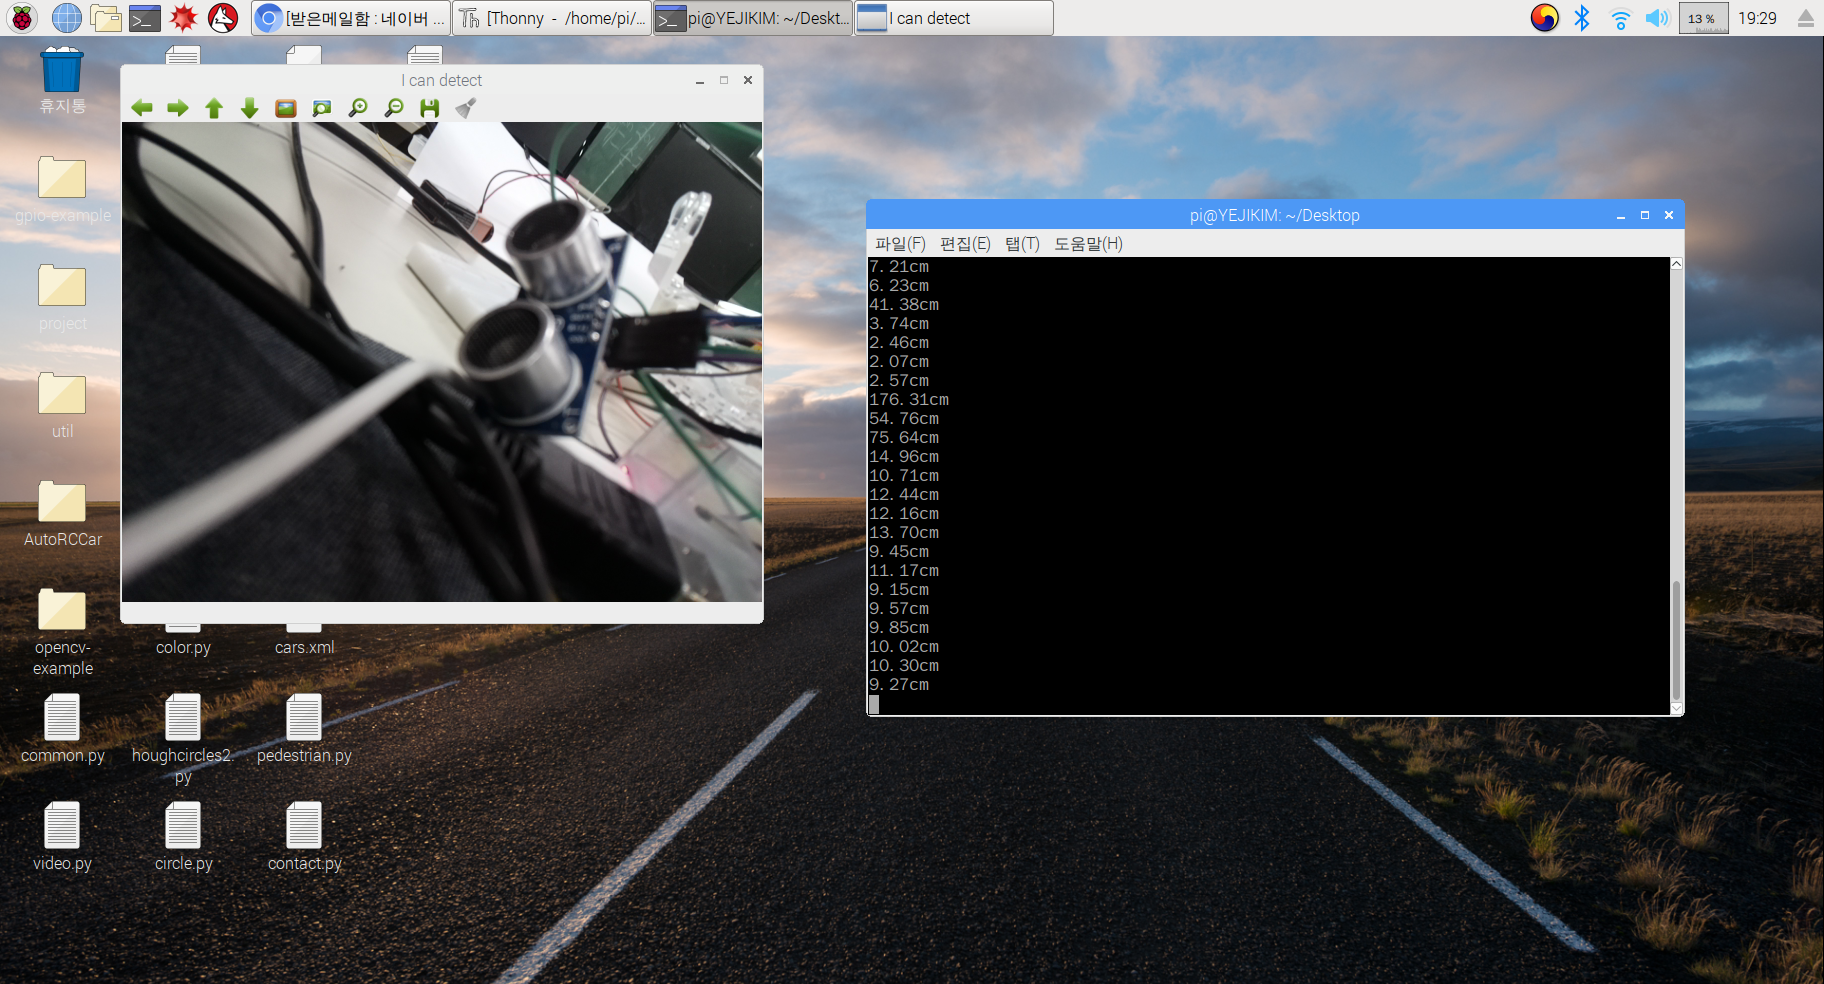 [받은메일함 : 네이버 ...
[Thonny - /home/pi/...
pi@YEJIKIM: ~/Deskt...
I can detect
13 %
19:29
휴지통
gpio-example
project
util
AutoRCCar
opencv-
example
color.py
cars.xml
common.py
houghcircles2.
py
pedestrian.py
video.py
circle.py
contact.py
I can detect
pi@YEJIKIM: ~/Desktop
파일(F) 편집(E) 탭(T) 도움말(H)
7. 21cm
6. 23cm
41. 38cm
3. 74cm
2. 46cm
2. 07cm
2. 57cm
176. 31cm
54. 76cm
75. 64cm
14. 96cm
10. 71cm
12. 44cm
12. 16cm
13. 70cm
9. 45cm
11. 17cm
9. 15cm
9. 57cm
9. 85cm
10. 02cm
10. 30cm
9. 27cm